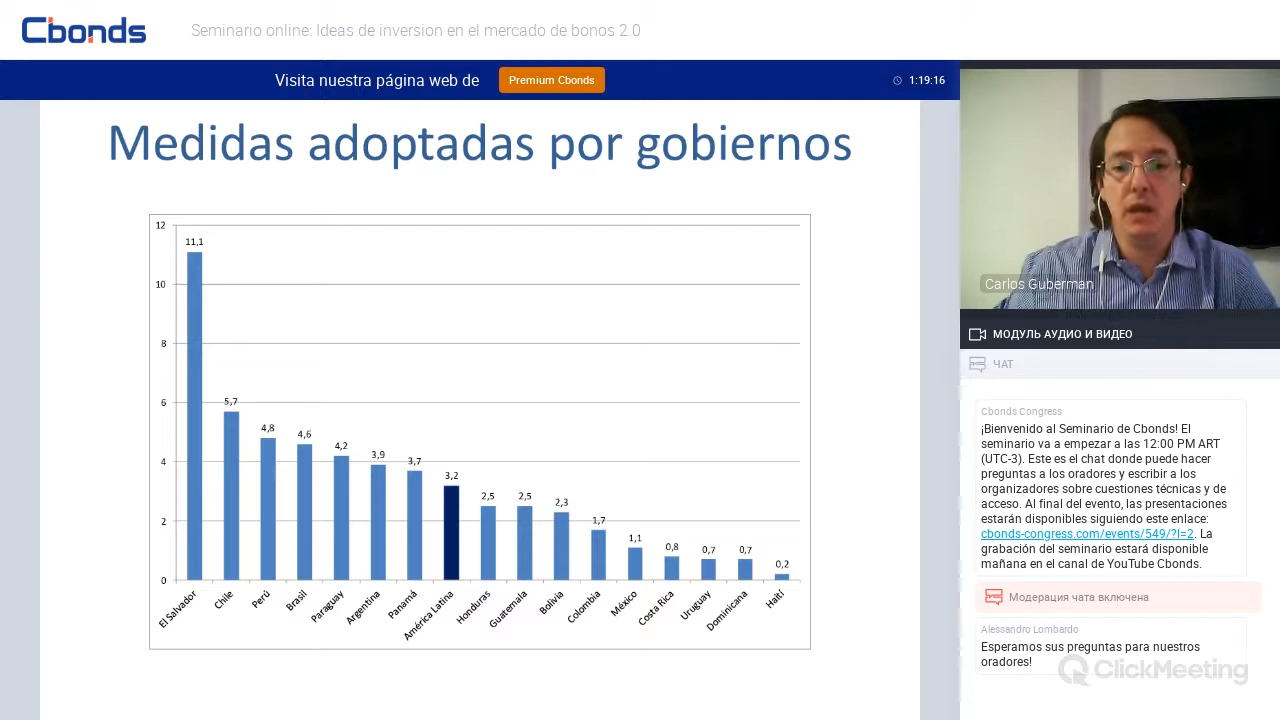 Cbonds
Seminario online: Ideas de inversion en el mercado de bonos 2.0
Visita nuestra página web de
Premium Cbonds
1:19:16
Medidas adoptadas por gobiernos
12
10
8
6
4
2
0
11,1
5,7
4,8
4,6
4,2
3,9
3,7
3,2
2,5
2,5
2,3
1,7
1,1
0,8
0,7
0,7
0,2
El Salvador
Chile
Perú
Brasil
Paraguay
Argentina
Panamá
América Latina
Honduras
Guatemala
Bolivia
Colombia
México
Costa Rica
Uruguay
Dominicana
Haití
Carlos Guberman
МОДУЛЬ АУДИО И ВИДЕО
ЧАТ
Cbonds Congress
¡Bienvenido al Seminario de Cbonds! El
seminario va a empezar a las 12:00 PM ART
(UTC-3). Este es el chat donde puede hacer
preguntas a los oradores y escribir a los
organizadores sobre cuestiones técnicas y de
acceso. Al final del evento, las presentaciones
estarán disponibles siguiendo este enlace:
cbonds-congress.com/events/549/?l=2. La
grabación del seminario estará disponible
mañana en el canal de YouTube Cbonds.
Модерация чата включена
Alessandro Lombardo
Esperamos sus preguntas para nuestros
oradores!
ClickMeeting